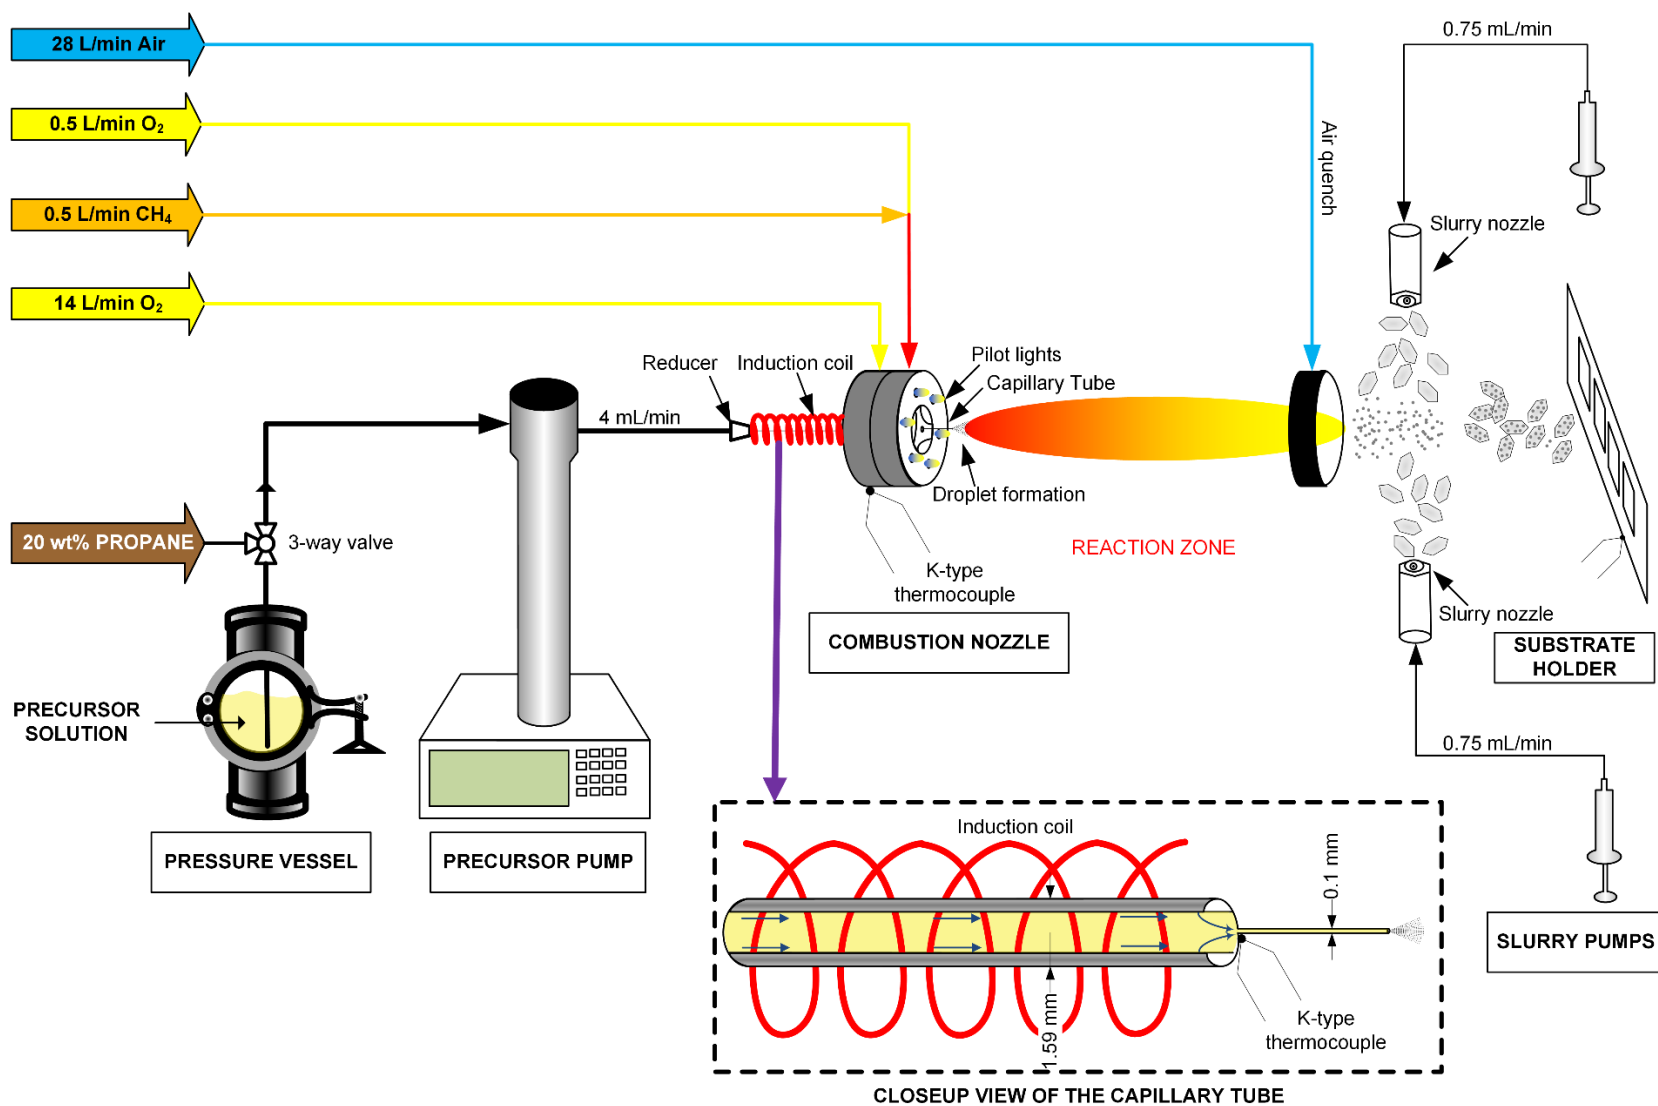 28 L/min Air
0.75 mL/min
0.5 L/min O₂
Air quench
0.5 L/min CH₄
Slurry nozzle
14 L/min O₂
Reducer
Induction coil
Pilot lights
Capillary Tube
4 mL/min
Droplet formation
20 wt% PROPANE
3-way valve
REACTION ZONE
K-type
thermocouple
Slurry nozzle
COMBUSTION NOZZLE
SUBSTRATE
HOLDER
PRECURSOR
SOLUTION
0.75 mL/min
PRESSURE VESSEL
PRECURSOR PUMP
Induction coil
0.1 mm
1.59 mm
K-type
thermocouple
SLURRY PUMPS
CLOSEUP VIEW OF THE CAPILLARY TUBE